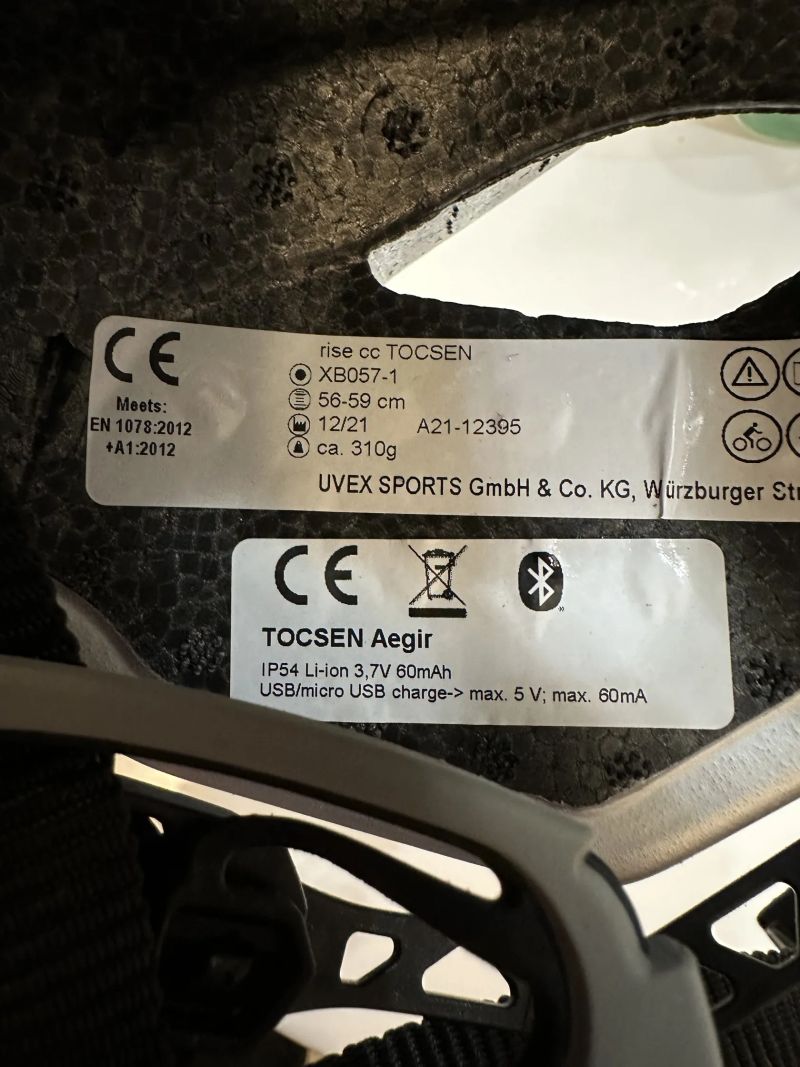 CE
Meets:
EN 1078:2012
+A1:2012
rise cc TOCSEN
XB057-1
56-59 cm
12/21 A21-12395
ca. 310g
UVEX SPORTS GmbH & Co. KG, Würzburger
CE
TOCSEN Aegir
IP54 Li-ion 3,7V 60mAh
USB/micro USB charge-> max. 5 V; max. 60mA